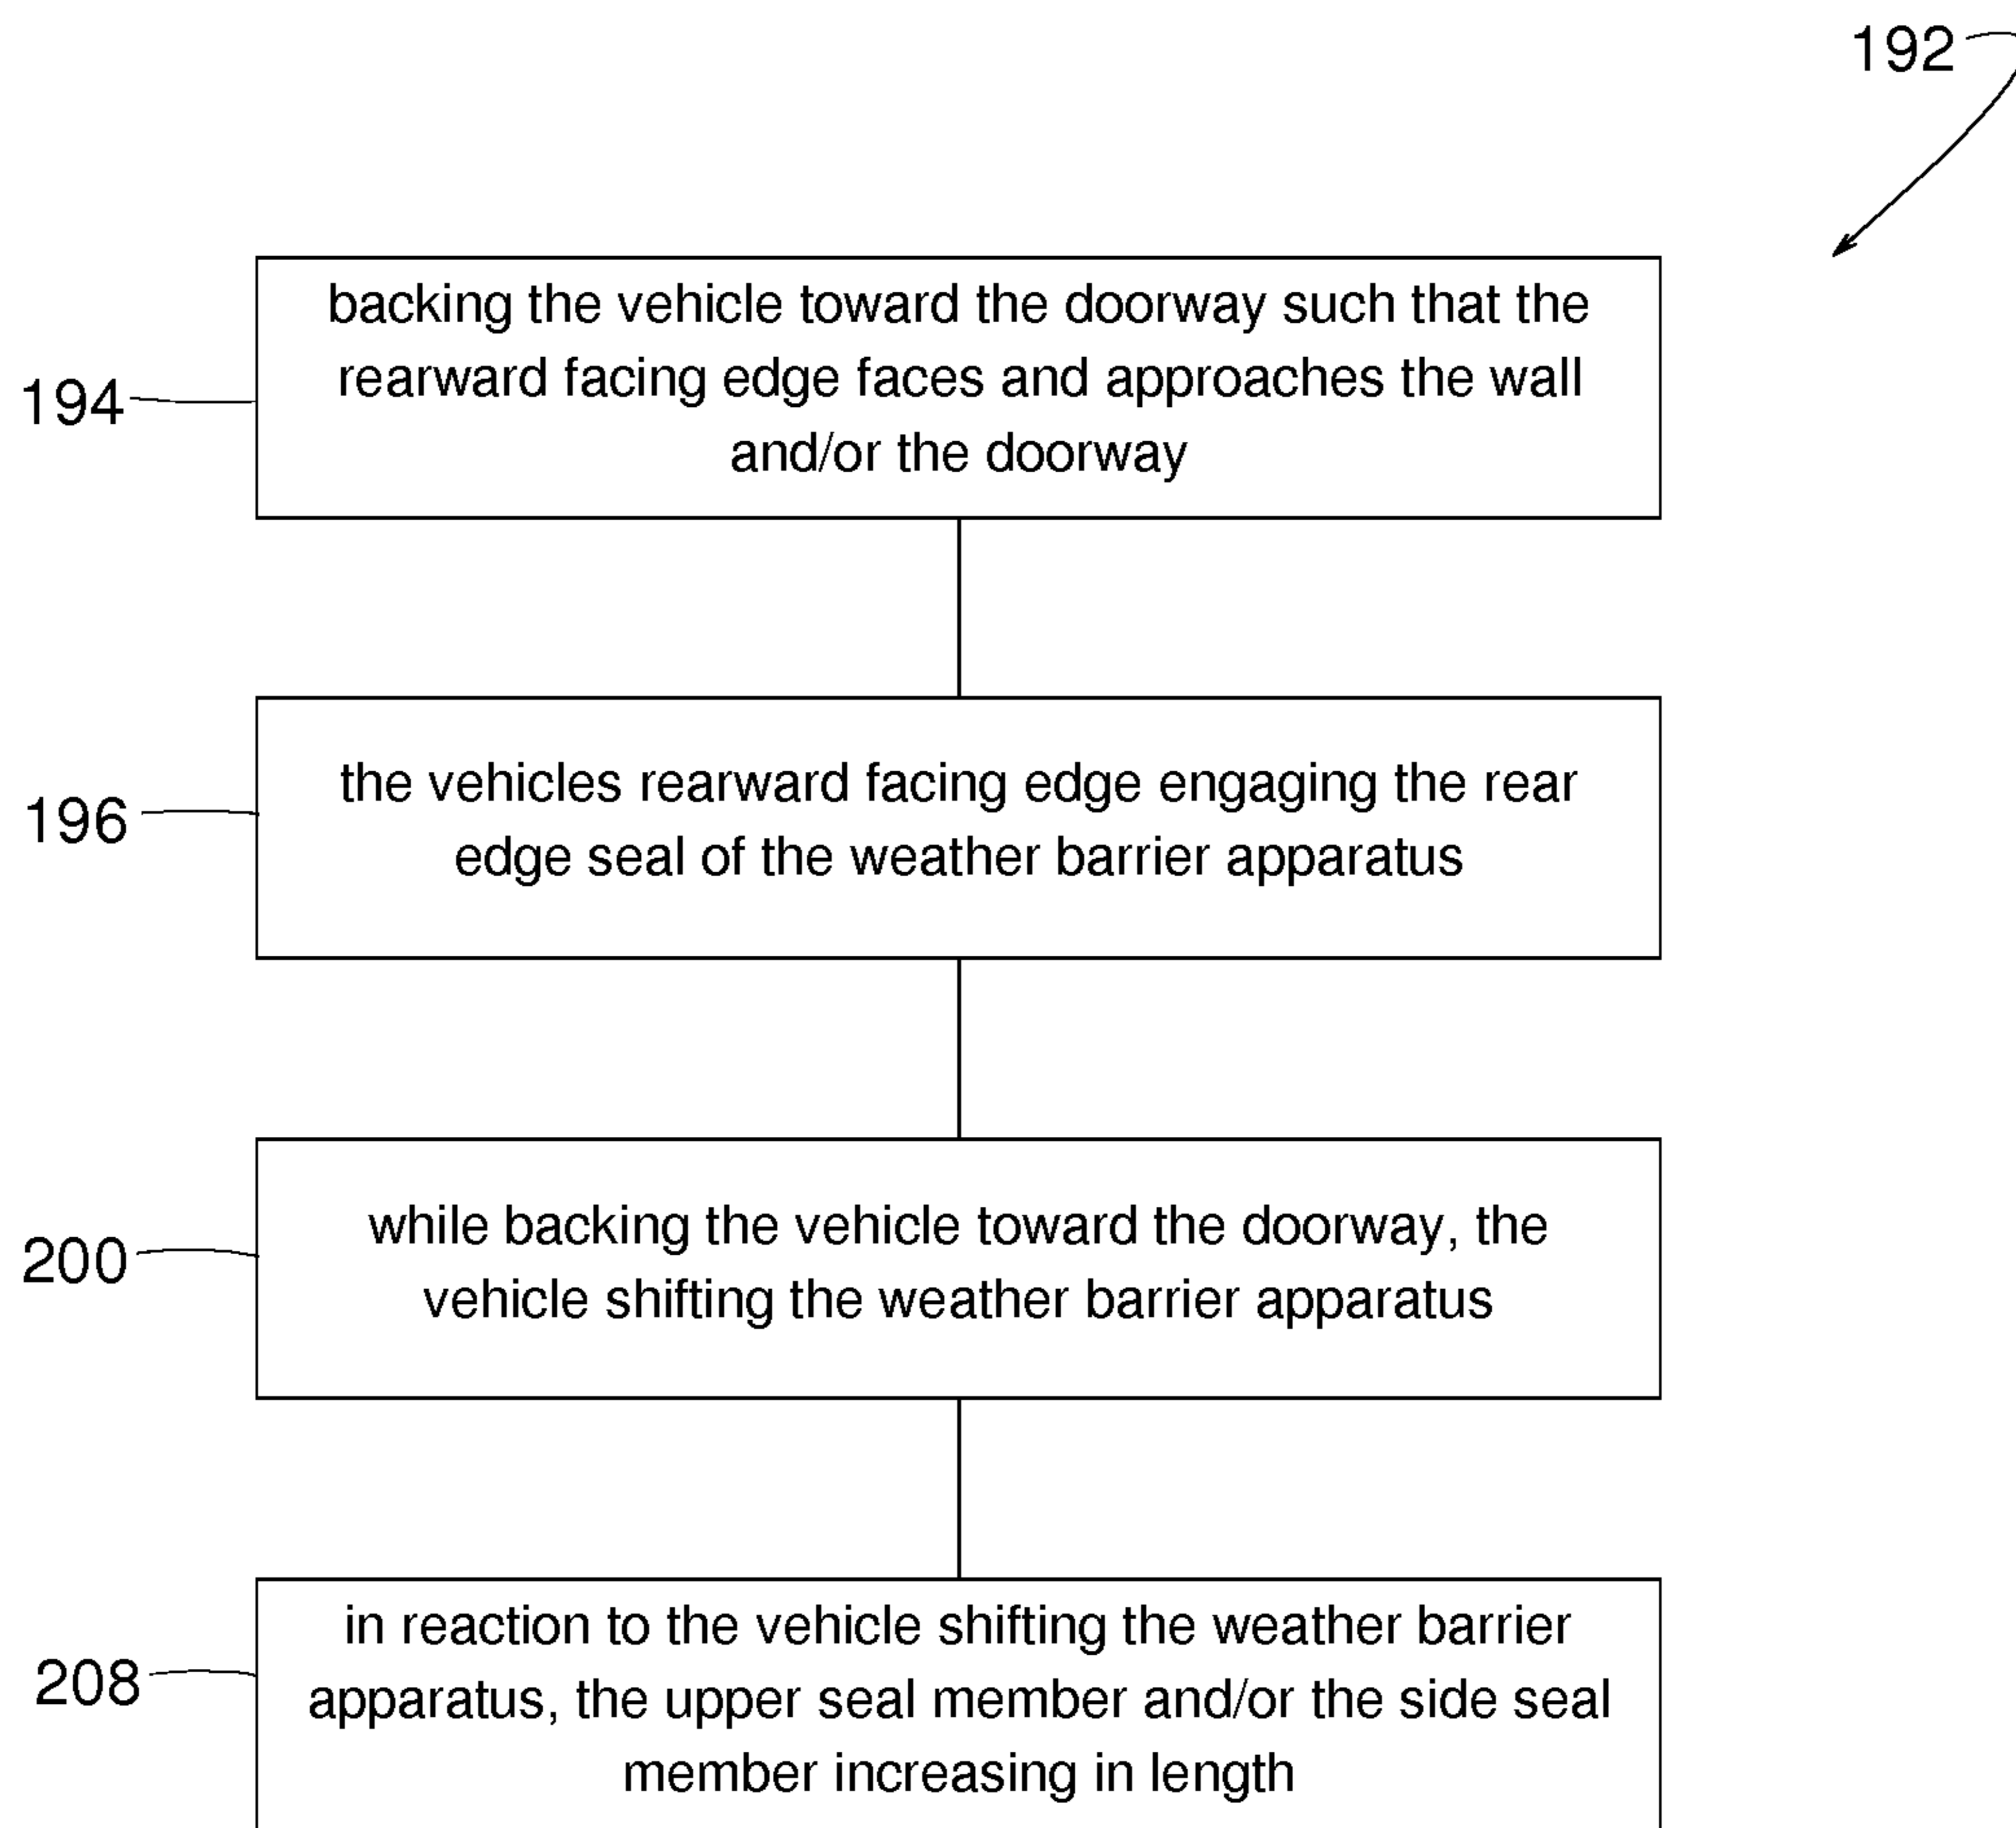 192
backing the vehicle toward the doorway such that the
rearward facing edge faces and approaches the wall
and/or the doorway
194
the vehicles rearward facing edge engaging the rear
edge seal of the weather barrier apparatus
196
while backing the vehicle toward the doorway, the
vehicle shifting the weather barrier apparatus
200
in reaction to the vehicle shifting the weather barrier
apparatus, the upper seal member and/or the side seal
member increasing in length
208